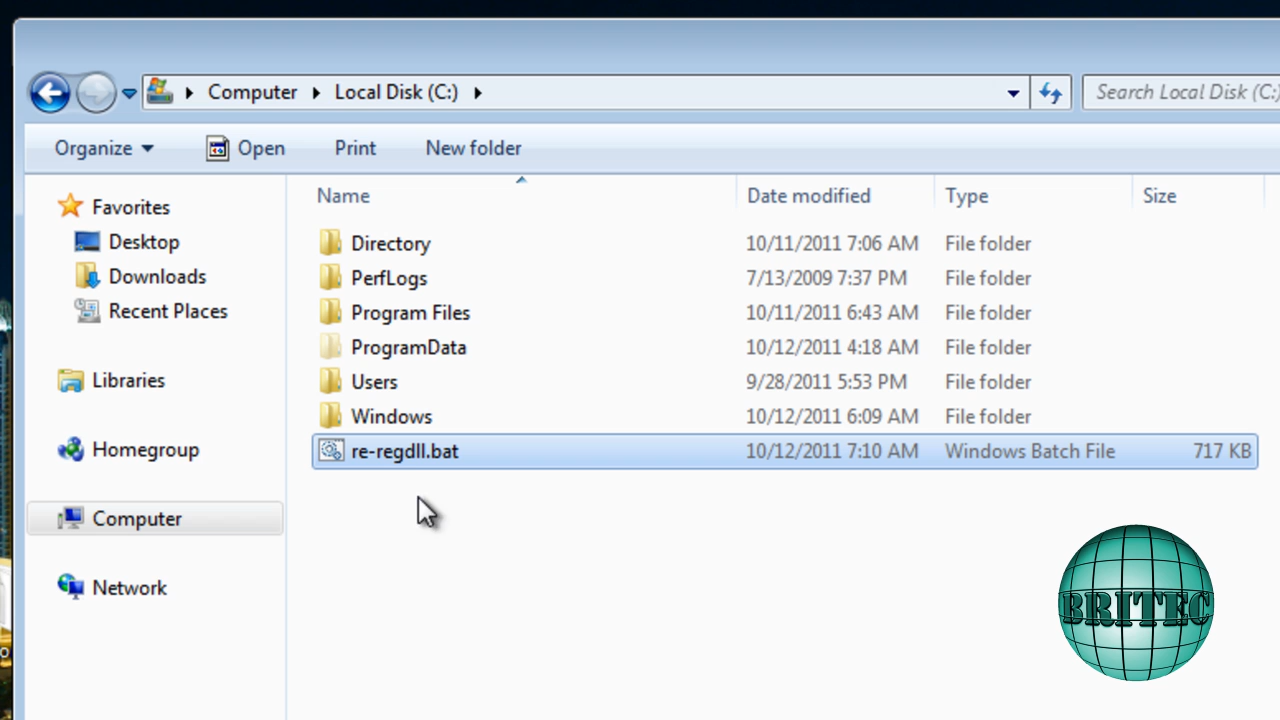 Computer Local Disk (C:)
Search Local Disk (C:)
Organize Open Print New folder
Name Date modified Type Size
Favorites
Desktop
Downloads
Recent Places
Libraries
Homegroup
Computer
Network
Directory 10/11/2011 7:06 AM File folder
PerfLogs 7/13/2009 7:37 PM File folder
Program Files 10/11/2011 6:43 AM File folder
ProgramData 10/12/2011 4:18 AM File folder
Users 9/28/2011 5:53 PM File folder
Windows 10/12/2011 6:09 AM File folder
re-regdll.bat 10/12/2011 7:10 AM Windows Batch File 717 KB
BRITEC